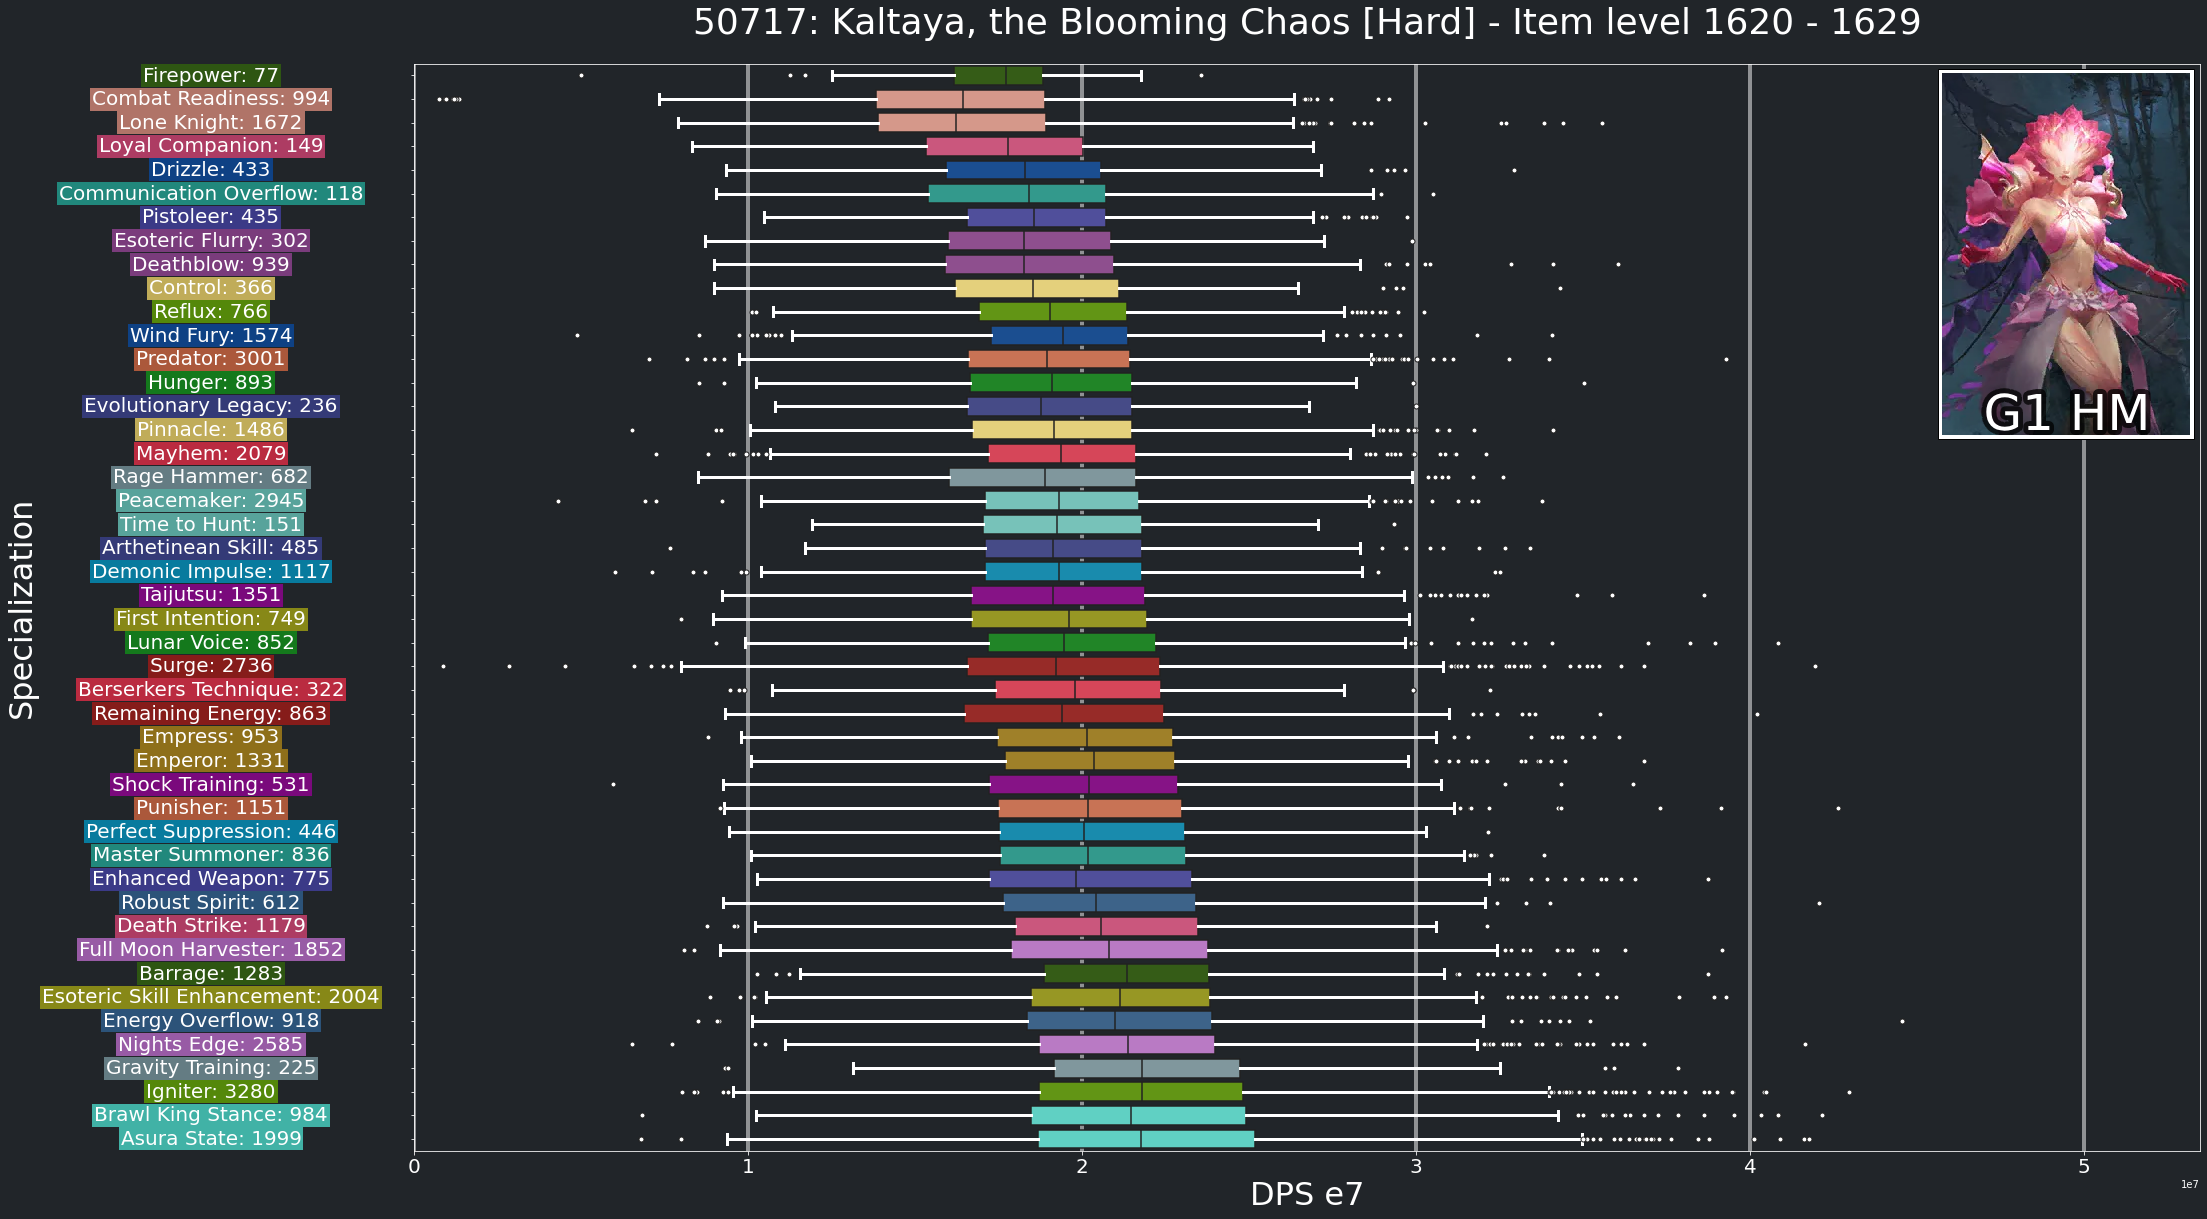 50717: Kaltaya, the Blooming Chaos [Hard] - Item level 1620 - 1629
Firepower: 77
Combat Readiness: 994
Lone Knight: 1672
Loyal Companion: 149
Drizzle: 433
Communication Overflow: 118
Pistoleer: 435
Esoteric Flurry: 302
Deathblow: 939
Control: 366
Reflux: 766
Wind Fury: 1574
Predator: 3001
Hunger: 893
Evolutionary Legacy: 236
Pinnacle: 1486
Mayhem: 2079
Rage Hammer: 682
Peacemaker: 2945
Time to Hunt: 151
Arthetinean Skill: 485
Demonic Impulse: 1117
Taijutsu: 1351
First Intention: 749
Lunar Voice: 852
Surge: 2736
Berserkers Technique: 322
Remaining Energy: 863
Empress: 953
Emperor: 1331
Shock Training: 531
Punisher: 1151
Perfect Suppression: 446
Master Summoner: 836
Enhanced Weapon: 775
Robust Spirit: 612
Death Strike: 1179
Full Moon Harvester: 1852
Barrage: 1283
Esoteric Skill Enhancement: 2004
Energy Overflow: 918
Nights Edge: 2585
Gravity Training: 225
Igniter: 3280
Brawl King Stance: 984
Asura State: 1999
Specialization
G1 HM
0 1 2 3 4 5
DPS e7
1e7